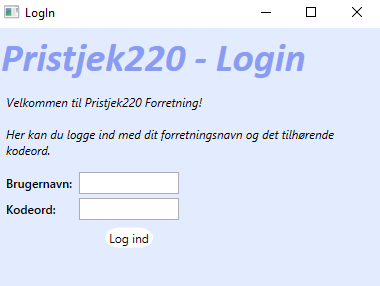 LogIn
Pristjek220 - Login
Velkommen til Pristjek220 Forretning!
Her kan du logge ind med dit forretningsnavn og det tilhørende
kodeord.
Brugernavn:
Kodeord:
Log ind